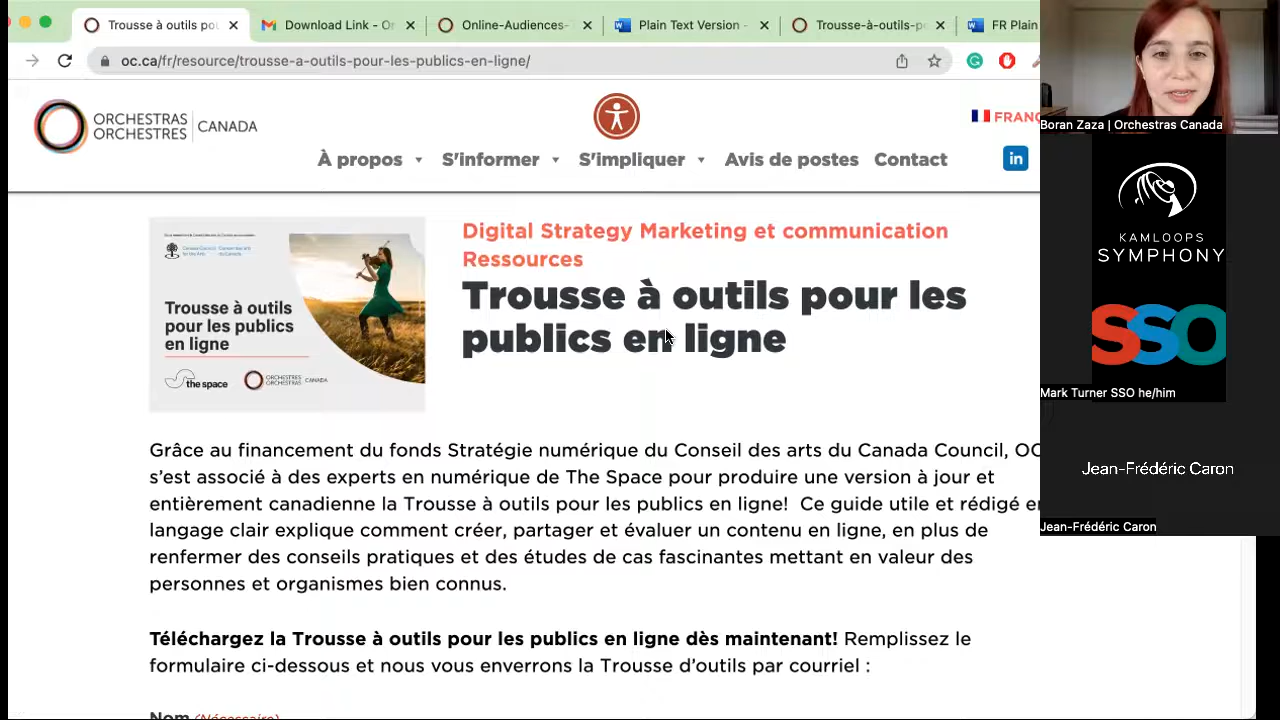 Trousse à outils pou
Download Link - Or
Online-Audiences-
Plain Text Version -
Trousse-à-outils-p
FR Plain
oc.ca/fr/resource/trousse-a-outils-pour-les-publics-en-ligne/
ORCHESTRAS
ORCHESTRES
CANADA
FRANÇ
À propos
S'informer
S'impliquer
Avis de postes
Contact
in
Trousse à outils
pour les publics
en ligne
the space
ORCHESTRAS
ORCHESTRES
CANADA
Digital Strategy Marketing et communication
Ressources
Trousse à outils pour les
publics en ligne
Grâce au financement du fonds Stratégie numérique du Conseil des arts du Canada Council, OC
s'est associé à des experts en numérique de The Space pour produire une version à jour et
entièrement canadienne la Trousse à outils pour les publics en ligne! Ce guide utile et rédigé en
langage clair explique comment créer, partager et évaluer un contenu en ligne, en plus de
renfermer des conseils pratiques et des études de cas fascinantes mettant en valeur des
personnes et organismes bien connus.
Téléchargez la Trousse à outils pour les publics en ligne dès maintenant! Remplissez le
formulaire ci-dessous et nous vous enverrons la Trousse d'outils par courriel :
Nom (Nécessaire)
Boran Zaza | Orchestras Canada
KAMLOOPS
SYMPHONY
SSO
Mark Turner SSO he/him
Jean-Frédéric Caron
Jean-Frédéric Caron